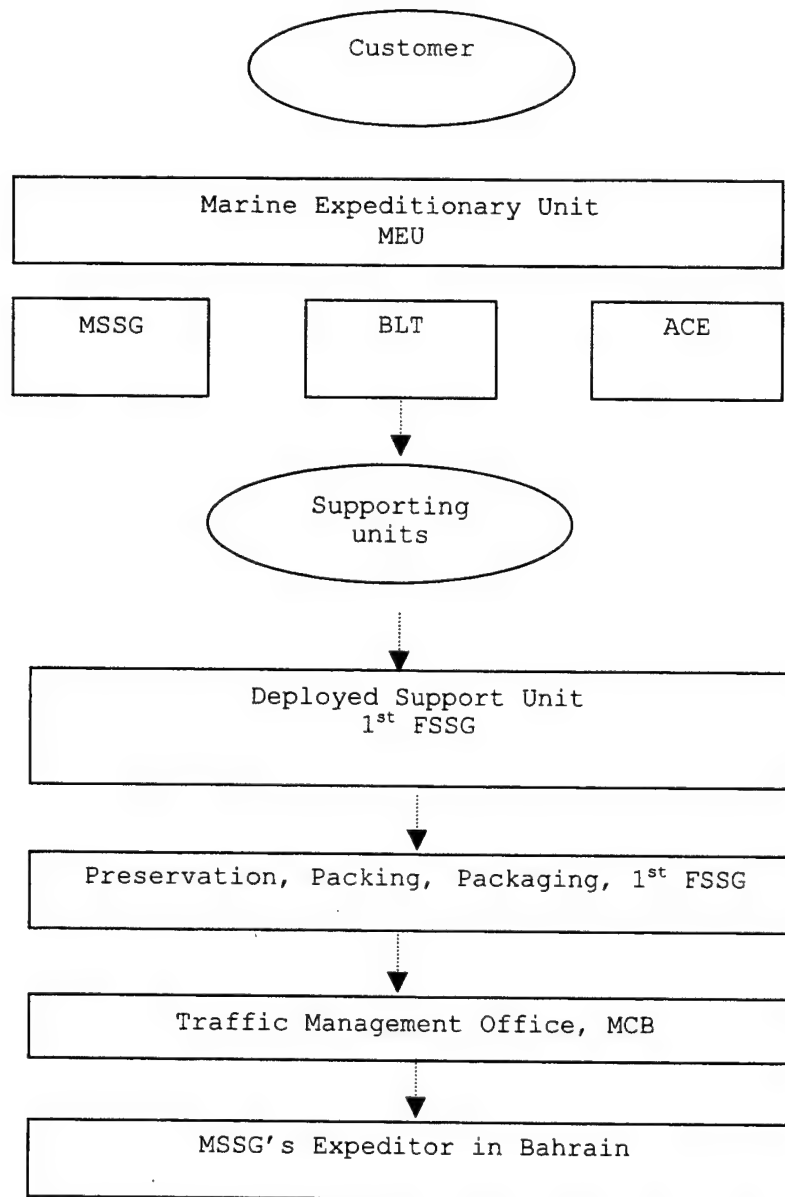 Customer
Marine Expeditionary Unit
MEU
MSSG
BLT
ACE
Supporting
units
Deployed Support Unit
1st FSSG
Preservation, Packing, Packaging, 1st FSSG
Traffic Management Office, MCB
MSSG's Expeditor in Bahrain